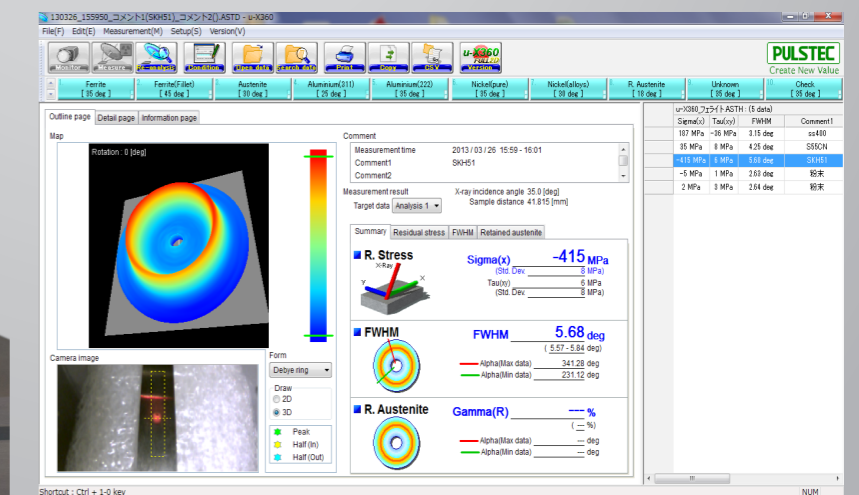 130326_155950_コメント1(SKH51)_コメント2().ASTD - u-X360
File(F) Edit(E) Measurement(M) Setup(S) Version(V)
Monitor Measure Re-analysis Condition Open data Search data Print Copy CSV Version
u-X360
FULL2D
PULSTEC
Create New Value
Ferrite [ 35 deg ]
Ferrite(Fillet) [ 45 deg ]
Austenite [ 30 deg ]
Aluminium(311) [ 25 deg ]
Aluminium(222) [ 35 deg ]
Nickel(pure) [ 35 deg ]
Nickel(alloys) [ 30 deg ]
R. Austenite [ 18 deg ]
Unknown [ 35 deg ]
Check [ 35 deg ]
Outline page Detail page Information page
Map
Rotation : 0 [deg]
Camera image
Form
Debye ring
Draw
2D
3D
Peak
Half (In)
Half (Out)
Comment
Measurement time 2013 / 03 / 26 15:59 - 16:01
Comment1 SKH51
Comment2
Measurement result
Target data Analysis 1
X-ray incidence angle 35.0 [deg]
Sample distance 41.815 [mm]
Summary Residual stress FWHM Retained austenite
R. Stress
X-Ray
Y X
Sigma(x) -415 MPa
(Std. Dev. 8 MPa)
Tau(xy) 6 MPa
(Std. Dev. 8 MPa)
FWHM
FWHM 5.68 deg
( 5.57 - 5.84 deg)
Alpha(Max data) 341.28 deg
Alpha(Min data) 231.12 deg
R. Austenite
Gamma(R) --- %
( --- %)
Alpha(Max data) --- deg
Alpha(Min data) --- deg
u-X360_フェライト.ASTH : (5 data)
Sigma(x) Tau(xy) FWHM Comment1
187 MPa -36 MPa 3.15 deg ss400
35 MPa 8 MPa 4.25 deg S55CN
-415 MPa 6 MPa 5.68 deg SKH51
-5 MPa 1 MPa 2.63 deg 粉末
2 MPa 3 MPa 2.64 deg 粉末
Shortcut : Ctrl + 1-0 key
NUM